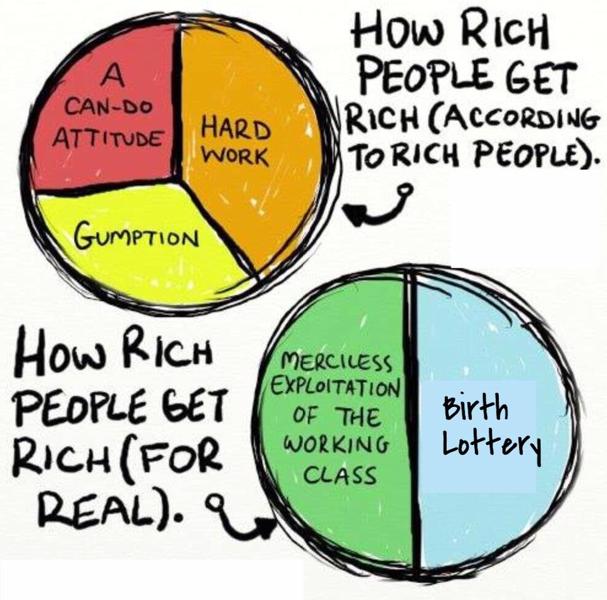 HOW RICH
PEOPLE GET
RICH (ACCORDING
TO RICH PEOPLE).
A
CAN-DO
ATTITUDE
HARD
WORK
GUMPTION
HOW RICH
PEOPLE GET
RICH (FOR
REAL).
MERCILESS
EXPLOITATION
OF THE
WORKING
CLASS
Birth
Lottery